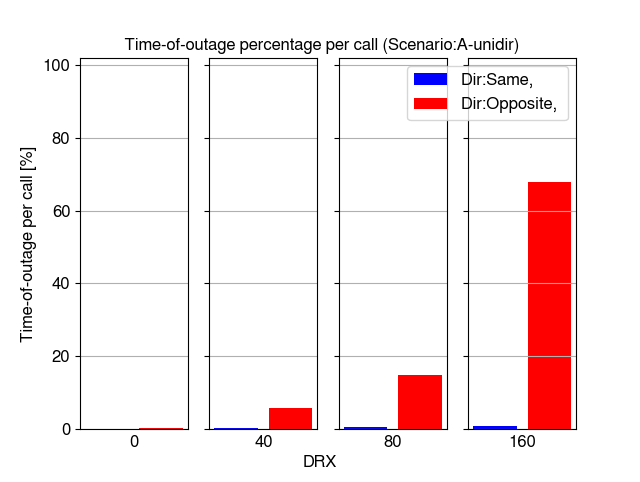 Time-of-outage percentage per call (Scenario:A-unidir)
100
80
60
40
20
0
Time-of-outage per call [%]
Dir:Same,
Dir:Opposite,
0
40
80
160
DRX